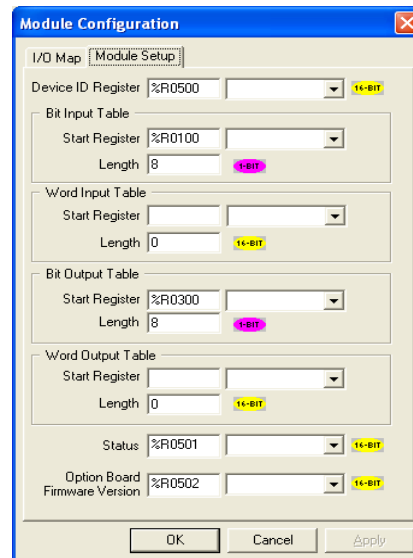 Module Configuration
I/O Map Module Setup
Device ID Register %R0500 16-BIT
Bit Input Table
Start Register %R0100
Length 8 1-BIT
Word Input Table
Start Register
Length 0 16-BIT
Bit Output Table
Start Register %R0300
Length 8 1-BIT
Word Output Table
Start Register
Length 0 16-BIT
Status %R0501 16-BIT
Option Board
Firmware Version %R0502 16-BIT
OK Cancel Apply